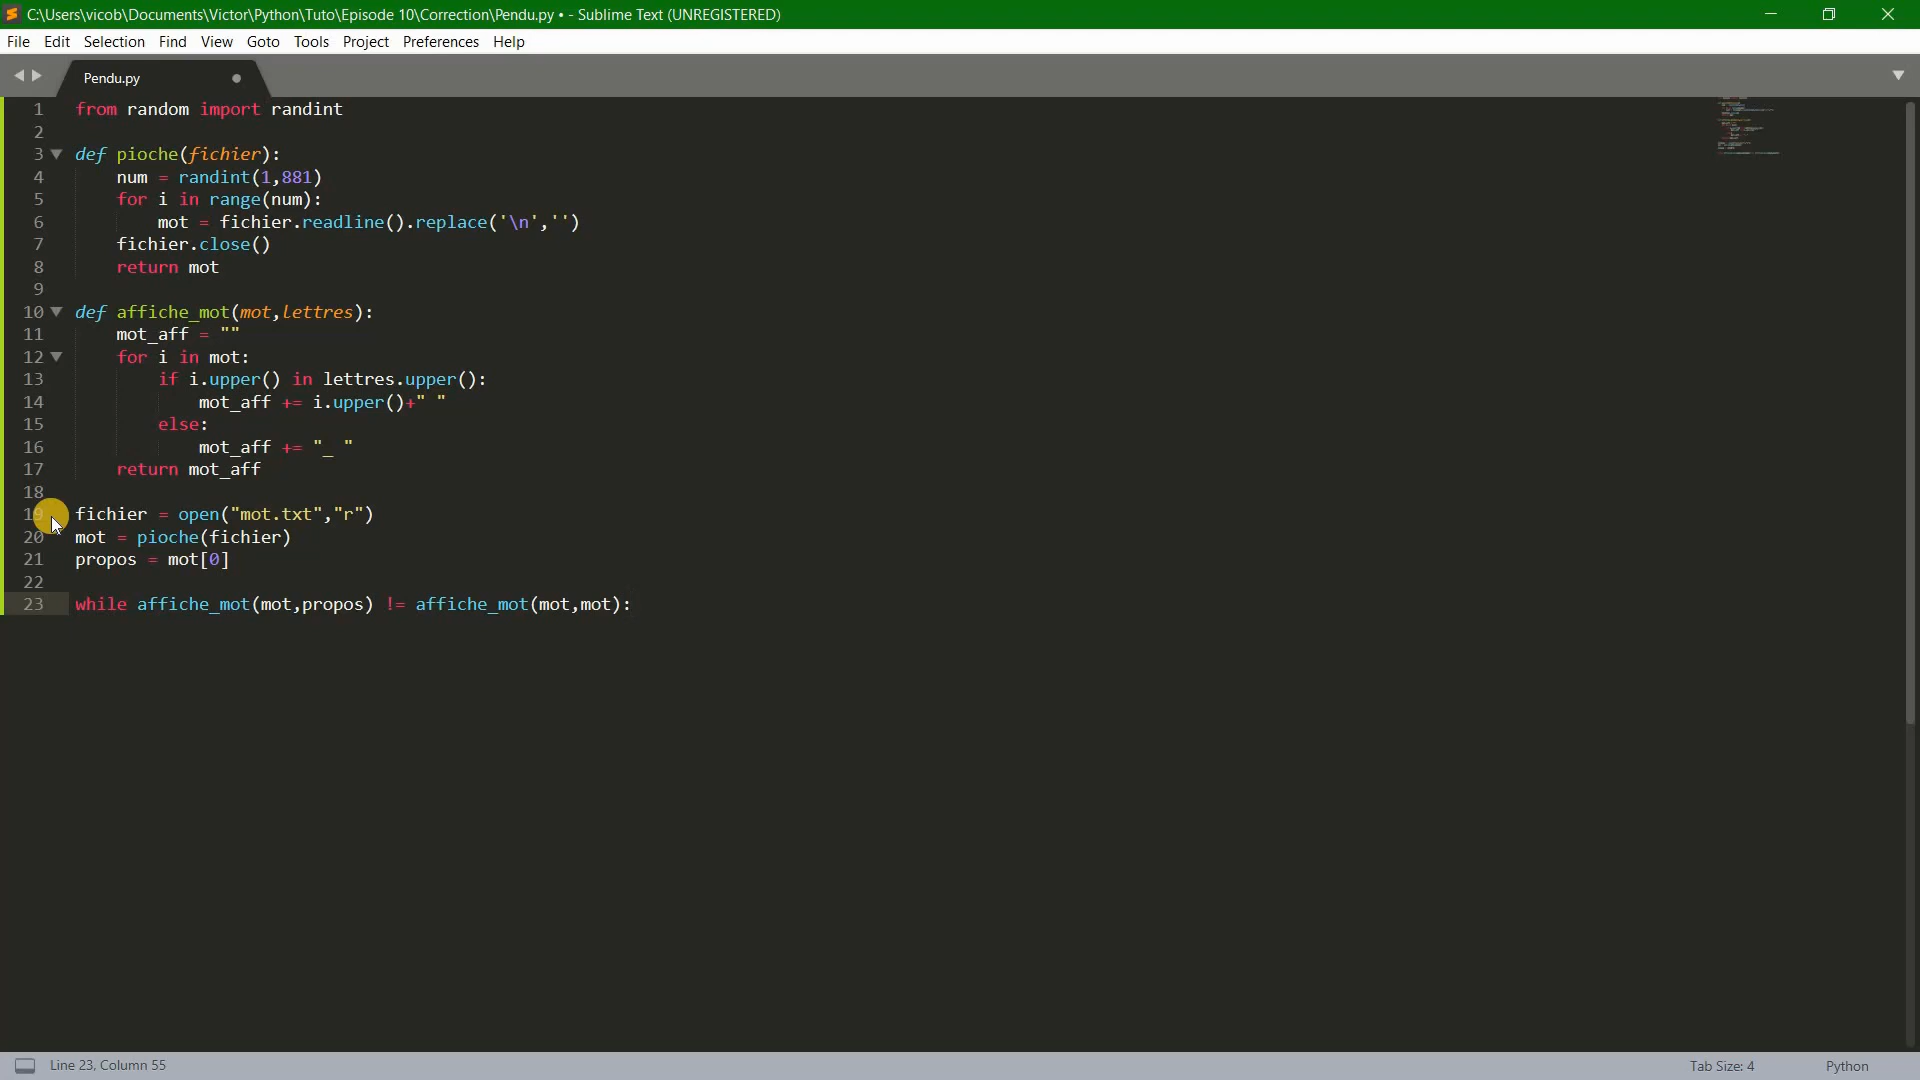 C:\Users\vicob\Documents\Victor\Python\Tuto\Episode 10\Correction\Pendu.py • - Sublime Text (UNREGISTERED)
File Edit Selection Find View Goto Tools Project Preferences Help
Pendu.py
1 from random import randint
2
3 def pioche(fichier):
4     num = randint(1,881)
5     for i in range(num):
6         mot = fichier.readline().replace('\n','')
7     fichier.close()
8     return mot
9
10 def affiche_mot(mot,lettres):
11     mot_aff = ""
12     for i in mot:
13         if i.upper() in lettres.upper():
14             mot_aff += i.upper()+" "
15         else:
16             mot_aff += "_ "
17     return mot_aff
18
19 fichier = open("mot.txt","r")
20 mot = pioche(fichier)
21 propos = mot[0]
22
23 while affiche_mot(mot,propos) != affiche_mot(mot,mot):
Line 23, Column 55
Tab Size: 4
Python